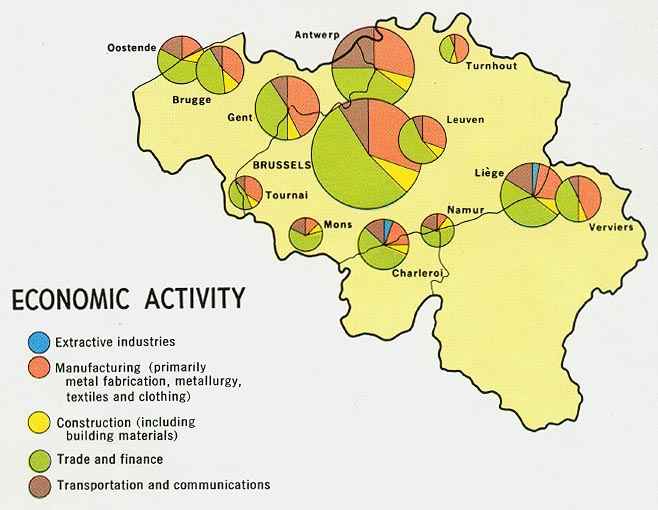 Antwerp
Oostende
Turnhout
Brugge
Gent
Leuven
BRUSSELS
Liège
Tournai
Namur
Mons
Verviers
Charleroi
ECONOMIC ACTIVITY
Extractive industries
Manufacturing (primarily
metal fabrication, metallurgy,
textiles and clothing)
Construction (including
building materials)
Trade and finance
Transportation and communications